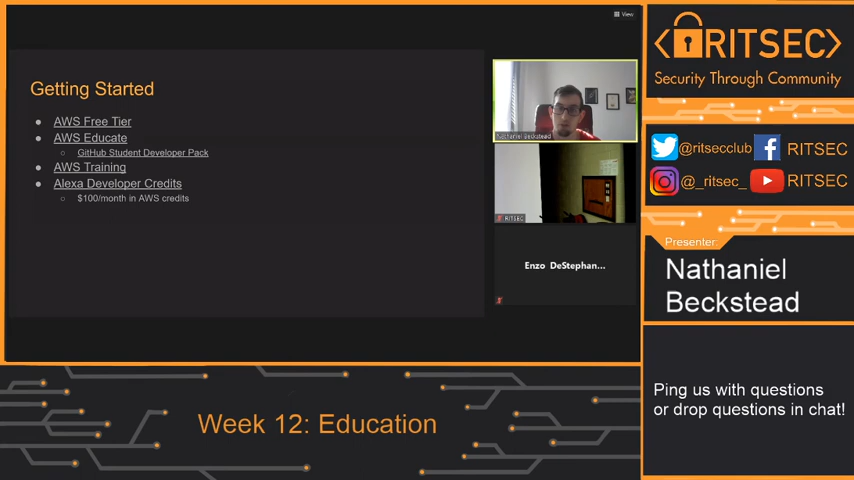 View
Getting Started
AWS Free Tier
AWS Educate
GitHub Student Developer Pack
AWS Training
Alexa Developer Credits
$100/month in AWS credits
Nathaniel Beckstead
RITSEC
Enzo DeStephan...
<RITSEC>
Security Through Community
@ritsecclub
RITSEC
@_ritsec_
RITSEC
Presenter:
Nathaniel
Beckstead
Ping us with questions
or drop questions in chat!
Week 12: Education